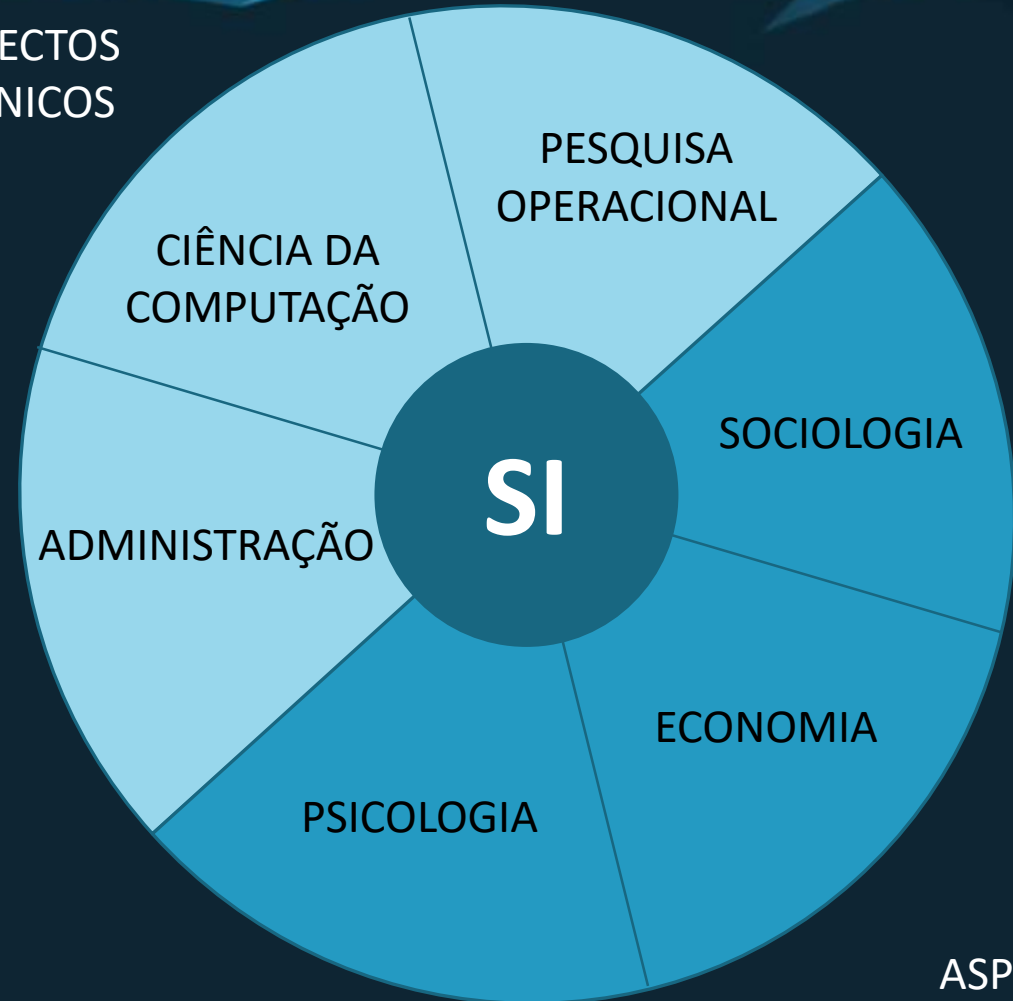 ECTOS
NICOS
PESQUISA
OPERACIONAL
CIÊNCIA DA
COMPUTAÇÃO
SOCIOLOGIA
SI
ADMINISTRAÇÃO
ECONOMIA
PSICOLOGIA
ASP